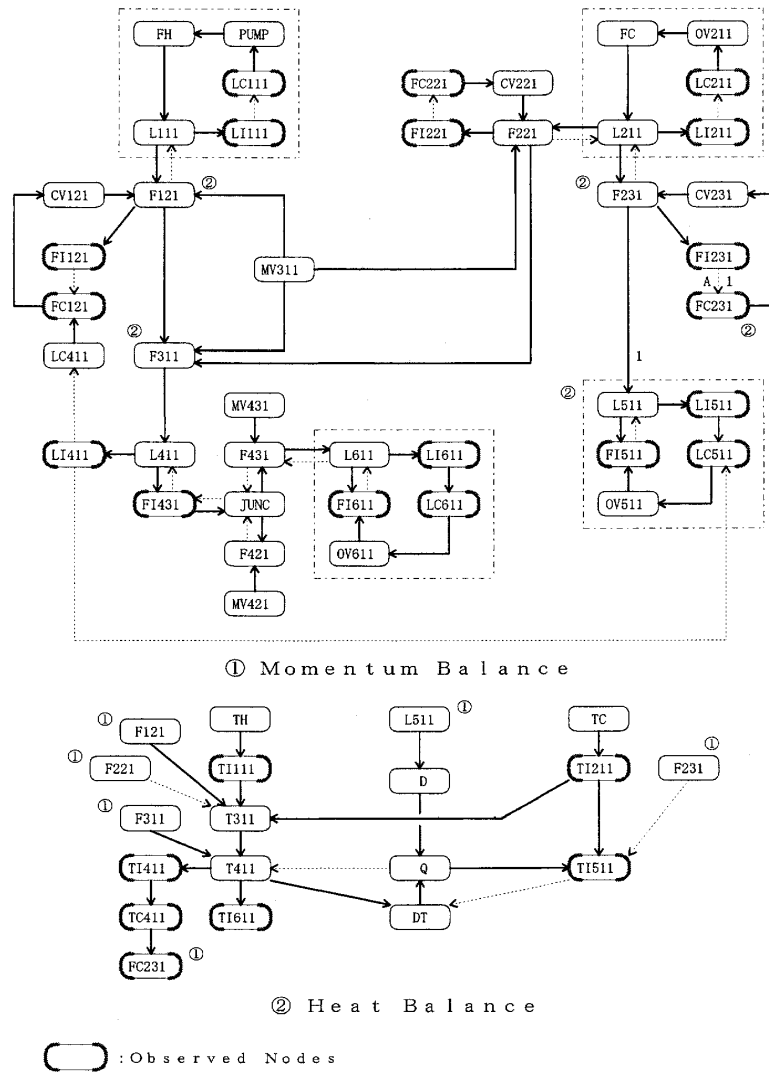 FH PUMP FC OV211
LC111 FC221 CV221 LC211
L111 LI111 FI221 F221 L211 LI211
CV121 F121 ② ② F231 CV231
FI121 MV311 FI231
A 1
FC121 FC231
② ②
LC411 F311 1
MV431 ② L511 LI511
LI411 L411 F431 L611 LI611 FI511 LC511
FI431 JUNC FI611 LC611 OV511
F421 OV611
MV421
① Momentum Balance
① F121 TH L511 ① TC
① F221 TI111 D TI211 F231 ①
① F311 T311
TI411 T411 Q TI511
TC411 TI611 DT
FC231 ①
② Heat Balance
:Observed Nodes